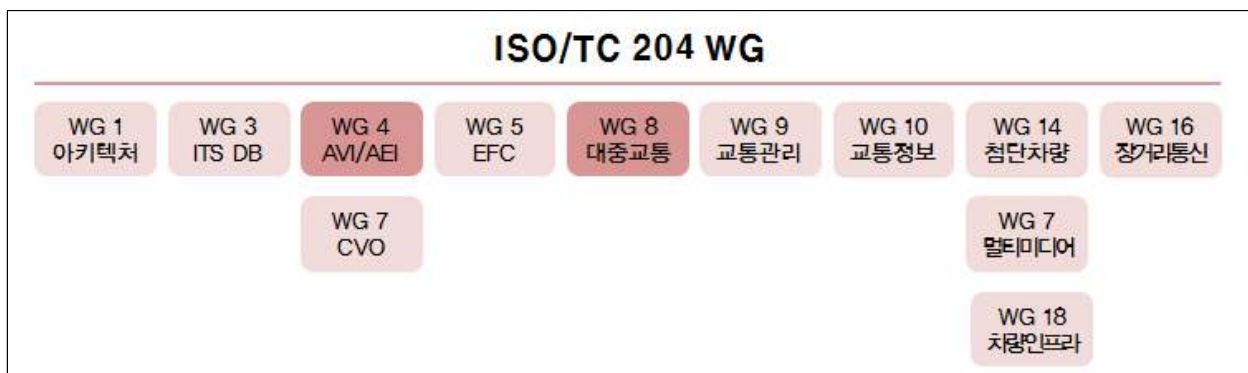 ISO/TC 204 WG
WG 1
아키텍처
WG 3
ITS DB
WG 4
AVI/AEI
WG 5
EFC
WG 8
대중교통
WG 9
교통관리
WG 10
교통정보
WG 14
첨단차량
WG 16
장거리통신
WG 7
CVO
WG 7
멀티미디어
WG 18
차량인프라